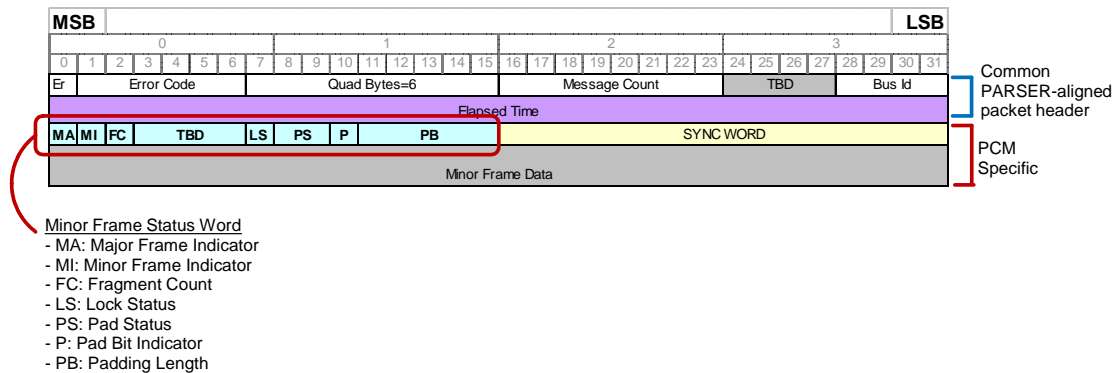 MSB LSB
0 1 2 3
0 1 2 3 4 5 6 7 8 9 10 11 12 13 14 15 16 17 18 19 20 21 22 23 24 25 26 27 28 29 30 31
Er Error Code Quad Bytes=6 Message Count TBD Bus Id
Elapsed Time
MA MI FC TBD LS PS P PB SYNC WORD
Minor Frame Data
Common
PARSER-aligned
packet header
PCM
Specific
Minor Frame Status Word
- MA: Major Frame Indicator
- MI: Minor Frame Indicator
- FC: Fragment Count
- LS: Lock Status
- PS: Pad Status
- P: Pad Bit Indicator
- PB: Padding Length